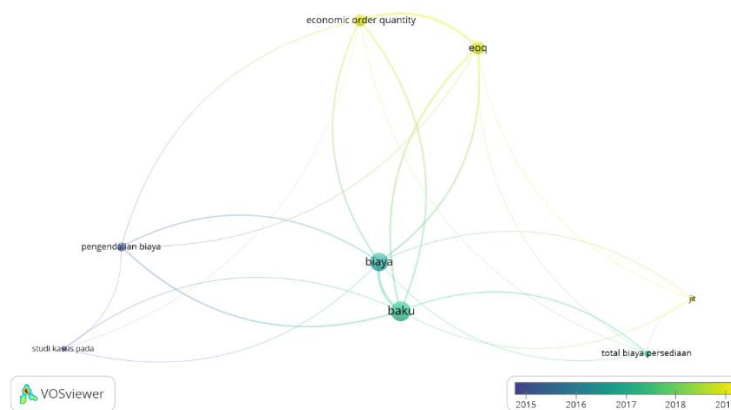 economic order quantity
eoq
pengendalian biaya
biaya
jit
baku
studi kasus pada
total biaya persediaan
VOSviewer
2015 2016 2017 2018